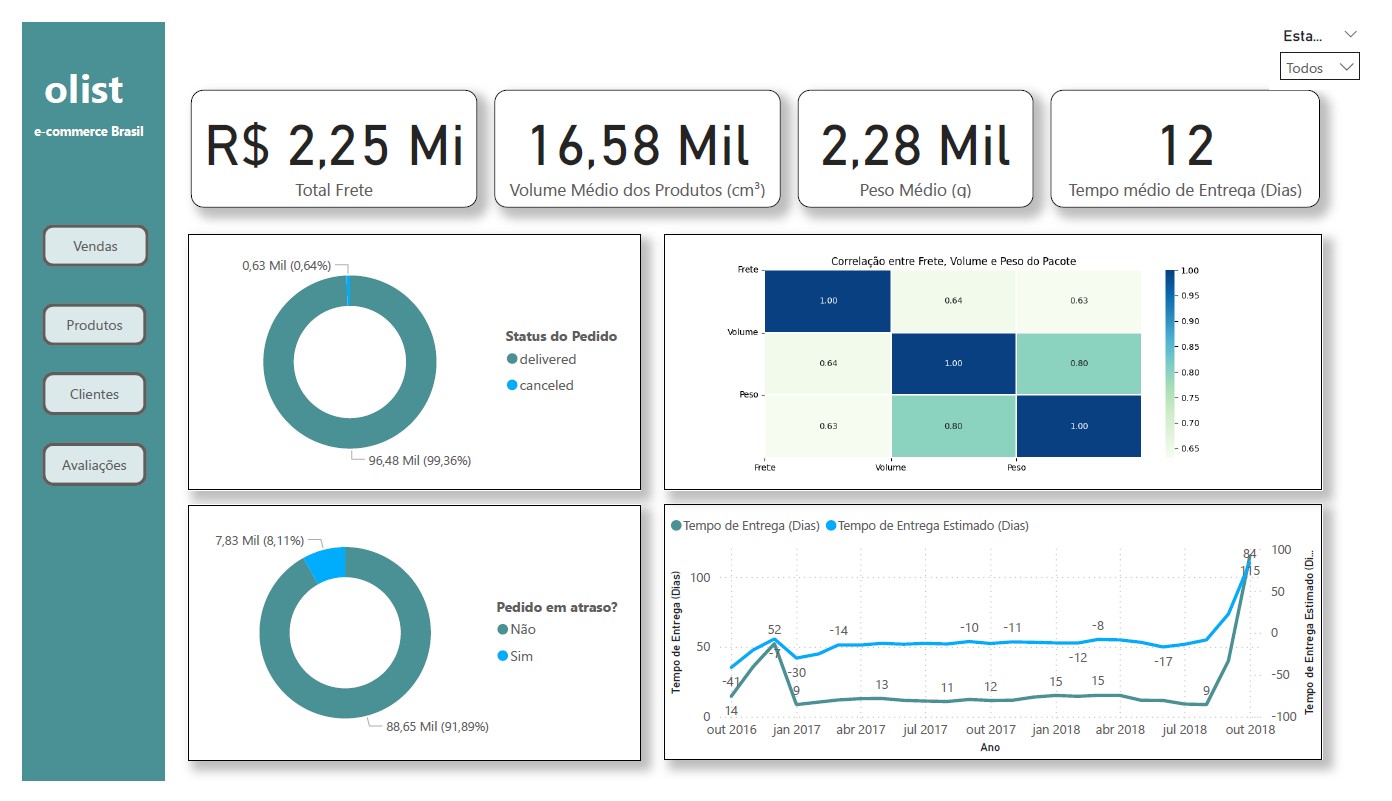 olist
e-commerce Brasil
Vendas
Produtos
Clientes
Avaliações
Esta...
Todos
R$ 2,25 Mi
Total Frete
16,58 Mil
Volume Médio dos Produtos (cm³)
2,28 Mil
Peso Médio (g)
12
Tempo médio de Entrega (Dias)
0,63 Mil (0,64%)
96,48 Mil (99,36%)
Status do Pedido
delivered
canceled
Correlação entre Frete, Volume e Peso do Pacote
Frete
Volume
Peso
1.00 0.64 0.63
0.64 1.00 0.80
0.63 0.80 1.00
Frete Volume Peso
1.00
0.95
0.90
0.85
0.80
0.75
0.70
0.65
7,83 Mil (8,11%)
88,65 Mil (91,89%)
Pedido em atraso?
Não
Sim
Tempo de Entrega (Dias) Tempo de Entrega Estimado (Dias)
Tempo de Entrega (Dias)
100
50
0
-41
14
52
-7
-30
9
-14
13
-10
11
-11
12
-12
15
-8
15
-17
9
84
115
100
50
0
-50
-100
Tempo de Entrega Estimado (Di...
out 2016 jan 2017 abr 2017 jul 2017 out 2017 jan 2018 abr 2018 jul 2018 out 2018
Ano